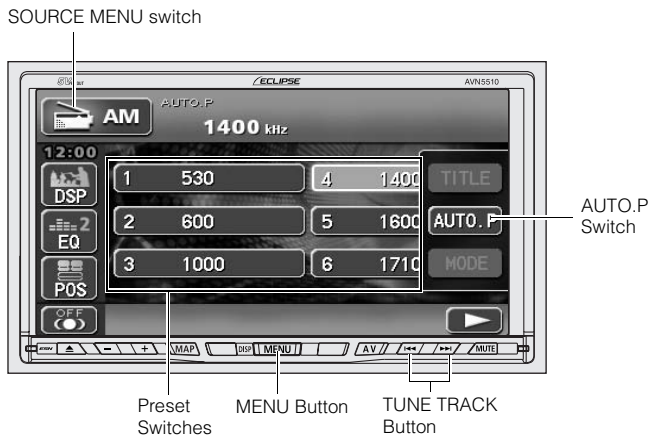 SOURCE MENU switch
ECLIPSE
AVN5510
AM
AUTO.P
1400 kHz
12:00
DSP
2
EQ
POS
OFF
1 530
4 1400
2 600
5 1600
3 1000
6 1710
TITLE
AUTO.P
MODE
AUTO.P
Switch
- + MAP DISP MENU AV MUTE
Preset
Switches
MENU Button
TUNE TRACK
Button